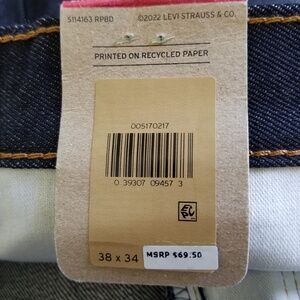 5114163 RPBD ©2022 LEVI STRAUSS & CO.
PRINTED ON RECYCLED PAPER
005170217
0 39307 09457 3
38 x 34
MSRP $69.50